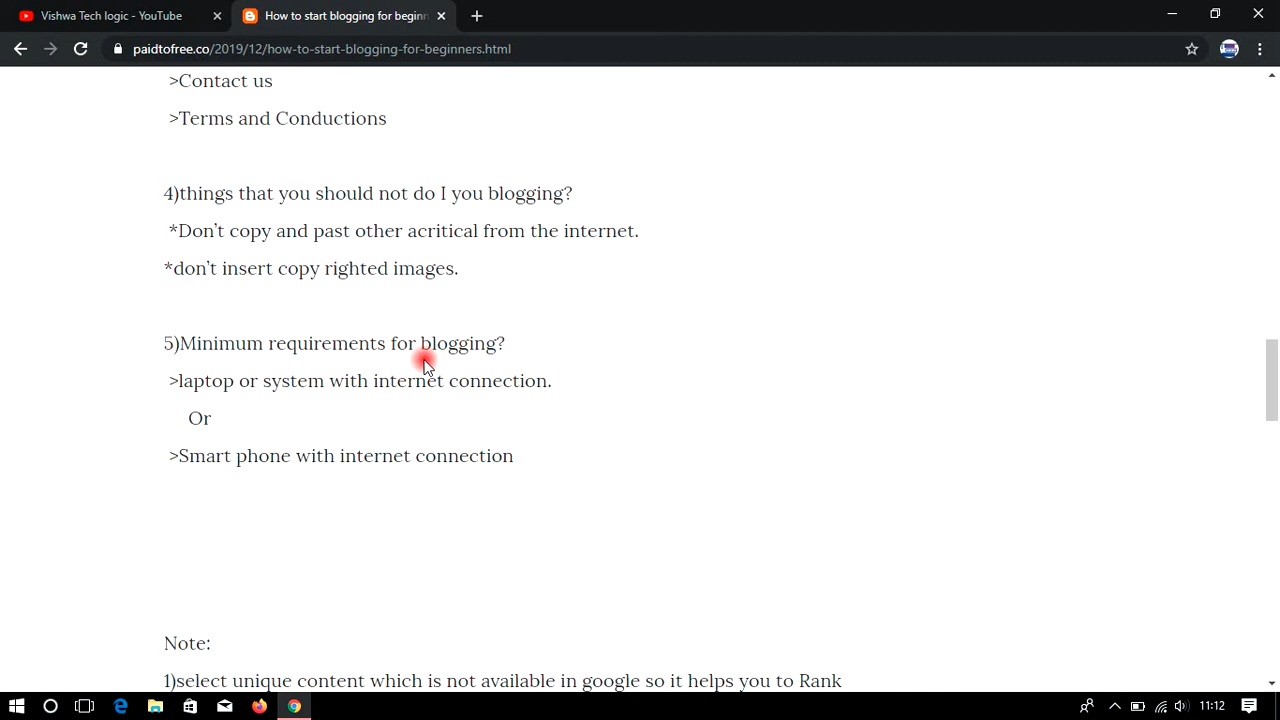 Vishwa Tech logic - YouTube
How to start blogging for beginn
paidtofree.co/2019/12/how-to-start-blogging-for-beginners.html
>Contact us
>Terms and Conductions
4)things that you should not do I you blogging?
*Don't copy and past other acritical from the internet.
*don't insert copy righted images.
5)Minimum requirements for blogging?
>laptop or system with internet connection.
Or
>Smart phone with internet connection
Note:
1)select unique content which is not available in google so it helps you to Rank
11:12